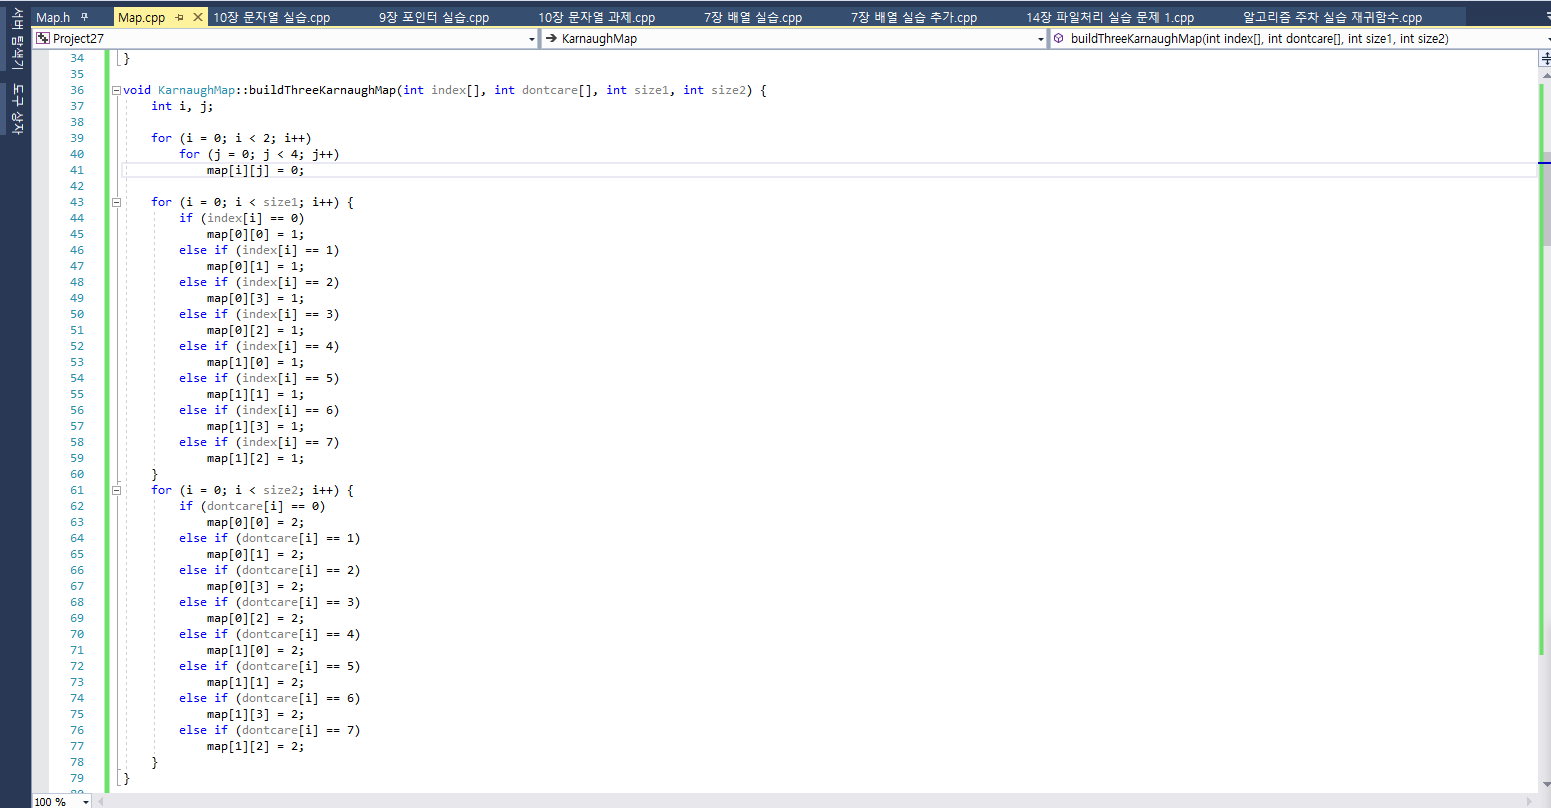 서버 탐색기
도구 상자
Map.h
Map.cpp
10장 문자열 실습.cpp
9장 포인터 실습.cpp
10장 문자열 과제.cpp
7장 배열 실습.cpp
7장 배열 실습 추가.cpp
14장 파일처리 실습 문제 1.cpp
알고리즘 주차 실습 재귀함수.cpp
Project27
KarnaughMap
buildThreeKarnaughMap(int index[], int dontcare[], int size1, int size2)
34 }
35
36 void KarnaughMap::buildThreeKarnaughMap(int index[], int dontcare[], int size1, int size2) {
37 int i, j;
38
39 for (i = 0; i < 2; i++)
40 for (j = 0; j < 4; j++)
41 map[i][j] = 0;
42
43 for (i = 0; i < size1; i++) {
44 if (index[i] == 0)
45 map[0][0] = 1;
46 else if (index[i] == 1)
47 map[0][1] = 1;
48 else if (index[i] == 2)
49 map[0][3] = 1;
50 else if (index[i] == 3)
51 map[0][2] = 1;
52 else if (index[i] == 4)
53 map[1][0] = 1;
54 else if (index[i] == 5)
55 map[1][1] = 1;
56 else if (index[i] == 6)
57 map[1][3] = 1;
58 else if (index[i] == 7)
59 map[1][2] = 1;
60 }
61 for (i = 0; i < size2; i++) {
62 if (dontcare[i] == 0)
63 map[0][0] = 2;
64 else if (dontcare[i] == 1)
65 map[0][1] = 2;
66 else if (dontcare[i] == 2)
67 map[0][3] = 2;
68 else if (dontcare[i] == 3)
69 map[0][2] = 2;
70 else if (dontcare[i] == 4)
71 map[1][0] = 2;
72 else if (dontcare[i] == 5)
73 map[1][1] = 2;
74 else if (dontcare[i] == 6)
75 map[1][3] = 2;
76 else if (dontcare[i] == 7)
77 map[1][2] = 2;
78 }
79 }
100 %